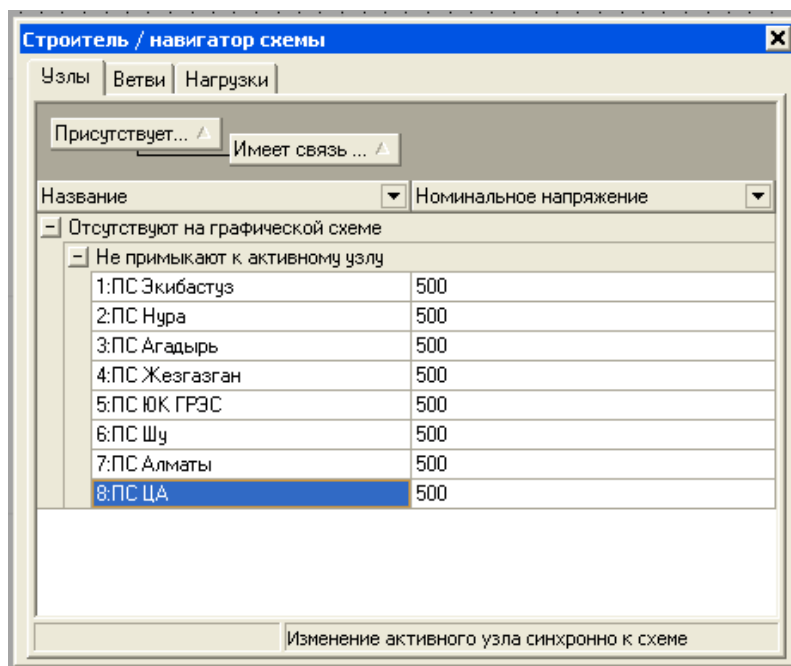 Строитель / навигатор схемы
Узлы Ветви Нагрузки
Присутствует...
Имеет связь ...
Название Номинальное напряжение
Отсутствуют на графической схеме
Не примыкают к активному узлу
1:ПС Экибастуз 500
2:ПС Нура 500
3:ПС Агадырь 500
4:ПС Жезгазган 500
5:ПС ЮК ГРЭС 500
6:ПС Шу 500
7:ПС Алматы 500
8:ПС ЦА 500
Изменение активного узла синхронно к схеме